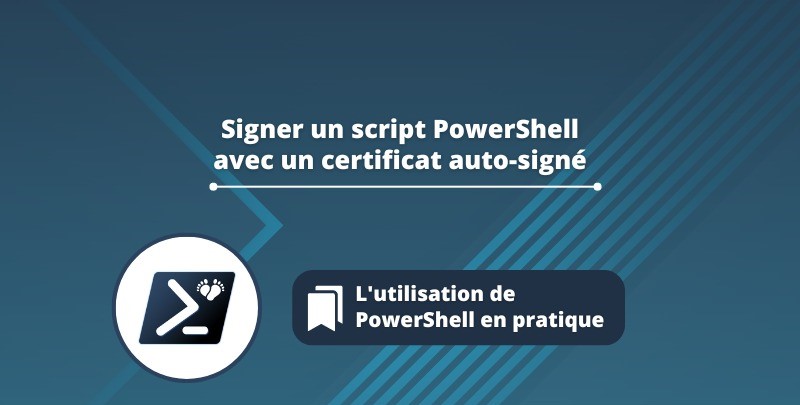 Signer un script PowerShell
avec un certificat auto-signé
L'utilisation de
PowerShell en pratique